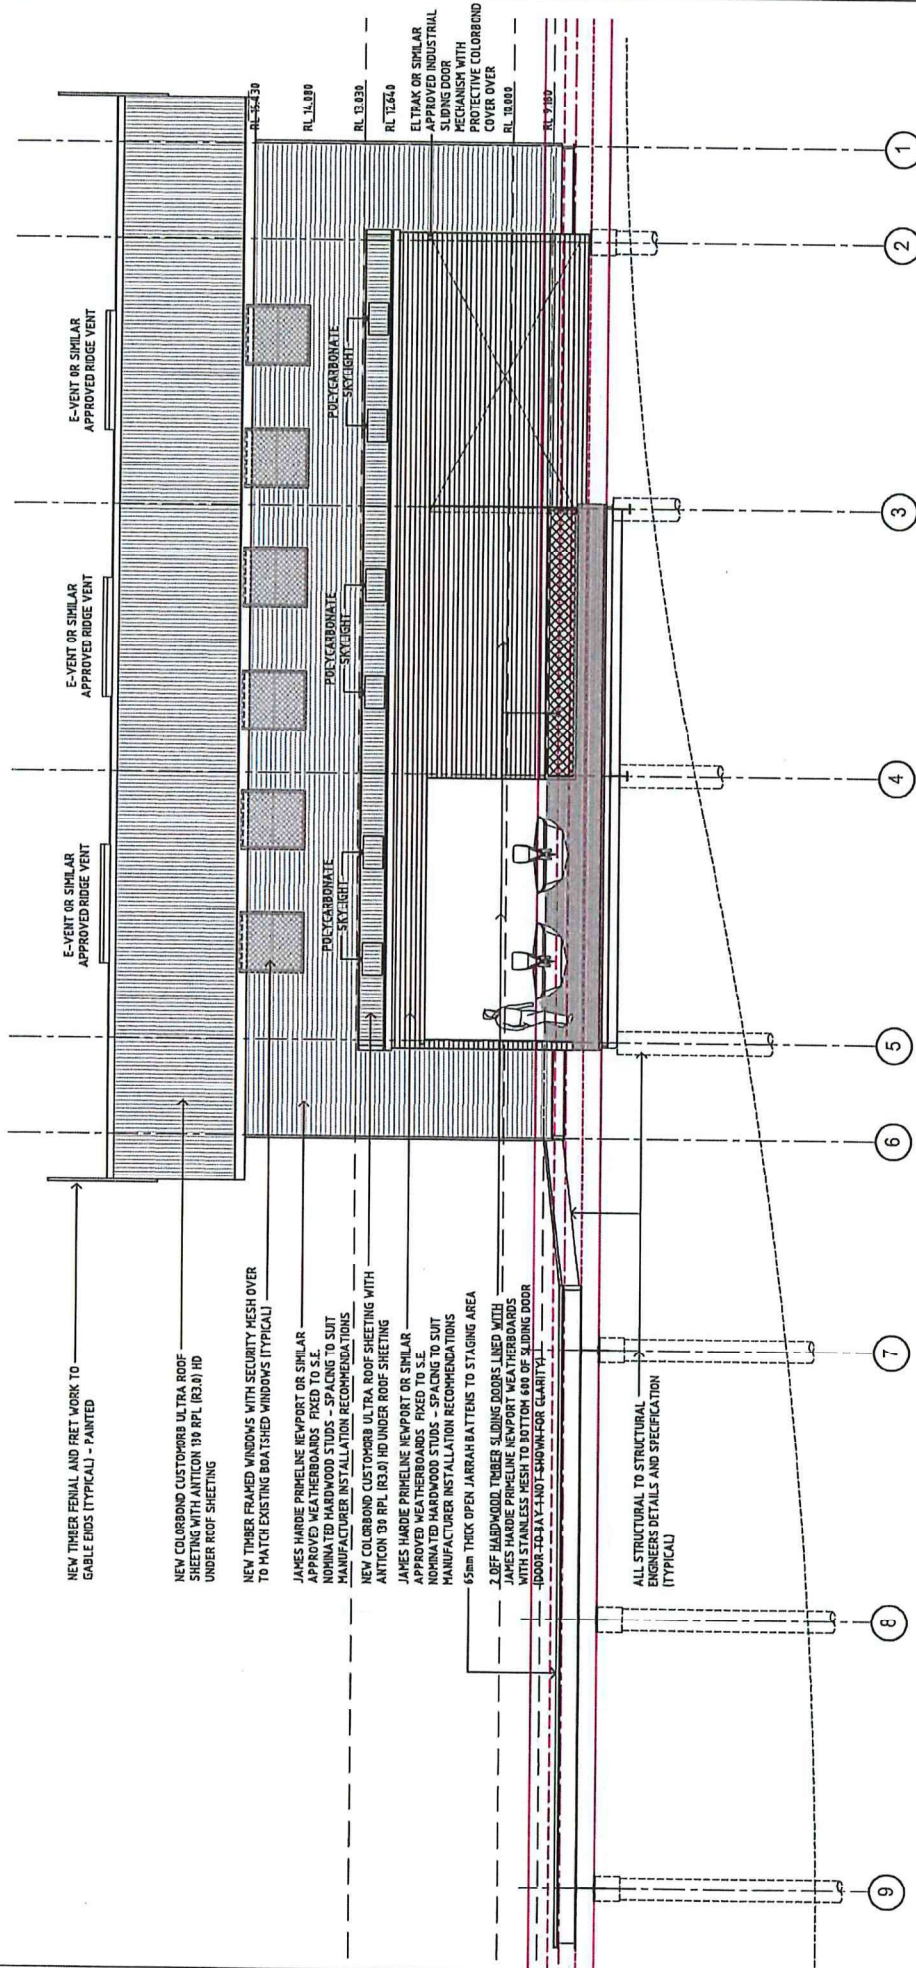 E-VENT OR SIMILAR
APPROVED RIDGE VENT
E-VENT OR SIMILAR
APPROVED RIDGE VENT
E-VENT OR SIMILAR
APPROVED RIDGE VENT
RL 14.080
RL 13.030
RL 12.640
ELTRAK OR SIMILAR
APPROVED INDUSTRIAL
SLIDING DOOR
MECHANISM WITH
PROTECTIVE COLORBOND
COVER OVER
RL 10.000
RL 9.180
POLYCARBONATE
SKYLIGHT
POLYCARBONATE
SKYLIGHT
POLYCARBONATE
SKYLIGHT
NEW TIMBER FENIAL AND FRET WORK TO
GABLE ENDS (TYPICAL) - PAINTED
NEW COLORBOND CUSTOMORB ULTRA ROOF
SHEETING WITH ANTICON 130 RPL (R3.0) HD
UNDER ROOF SHEETING
NEW TIMBER FRAMED WINDOWS WITH SECURITY MESH OVER
TO MATCH EXISTING BOATSHED WINDOWS (TYPICAL)
JAMES HARDIE PRIMELINE NEWPORT OR SIMILAR
APPROVED WEATHERBOARDS FIXED TO S.E.
NOMINATED HARDWOOD STUDS - SPACING TO SUIT
MANUFACTURER INSTALLATION RECOMMENDATIONS
NEW COLORBOND CUSTOMORB ULTRA ROOF SHEETING WITH
ANTICON 130 RPL (R3.0) HD UNDER ROOF SHEETING
JAMES HARDIE PRIMELINE NEWPORT OR SIMILAR
APPROVED WEATHERBOARDS FIXED TO S.E.
NOMINATED HARDWOOD STUDS - SPACING TO SUIT
MANUFACTURER INSTALLATION RECOMMENDATIONS
65mm THICK OPEN JARRAH BATTENS TO STAGING AREA
2 OFF HARDWOOD TIMBER SLIDING DOORS LINED WITH
JAMES HARDIE PRIMELINE NEWPORT WEATHERBOARDS
WITH STAINLESS MESH TO BOTTOM 600 OF SLIDING DOOR
(DOOR TO BAY 1 NOT SHOWN FOR CLARITY)
ALL STRUCTURAL TO STRUCTURAL
ENGINEERS DETAILS AND SPECIFICATION
(TYPICAL)
9
8
7
6
5
4
3
2
1